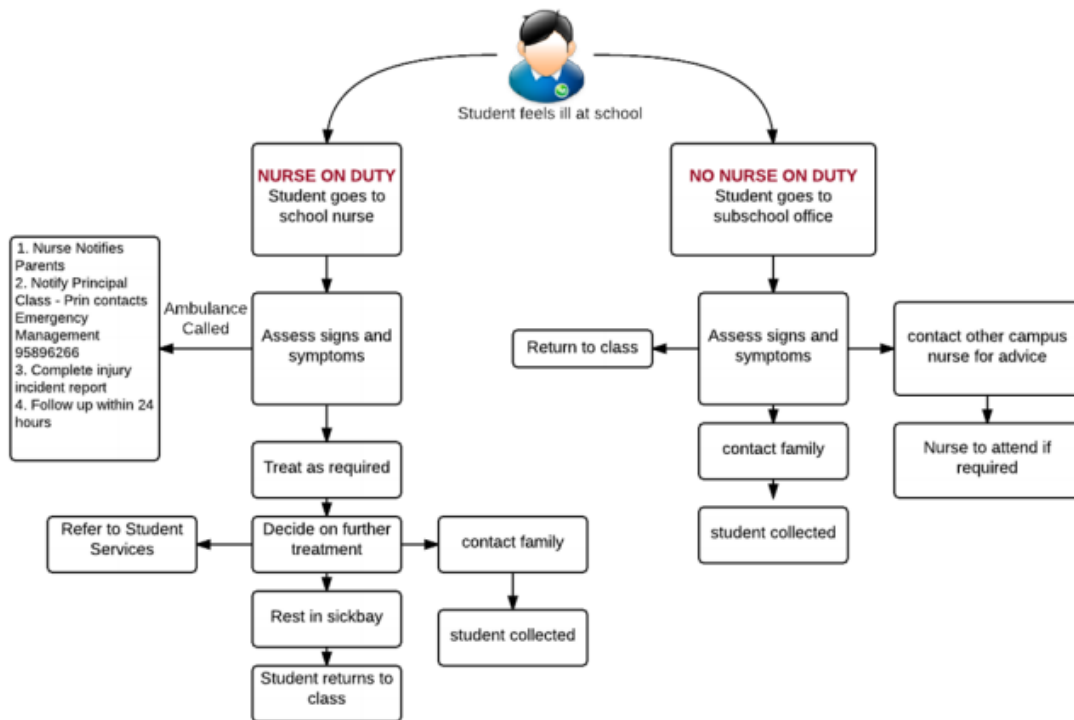 Student feels ill at school
NURSE ON DUTY
Student goes to
school nurse
NO NURSE ON DUTY
Student goes to
subschool office
1. Nurse Notifies
Parents
2. Notify Principal
Class - Prin contacts
Emergency
Management
95896266
3. Complete injury
incident report
4. Follow up within 24
hours
Ambulance
Called
Assess signs and
symptoms
Return to class
Assess signs and
symptoms
contact other campus
nurse for advice
Treat as required
contact family
Nurse to attend if
required
Refer to Student
Services
Decide on further
treatment
contact family
student collected
Rest in sickbay
student collected
Student returns to
class